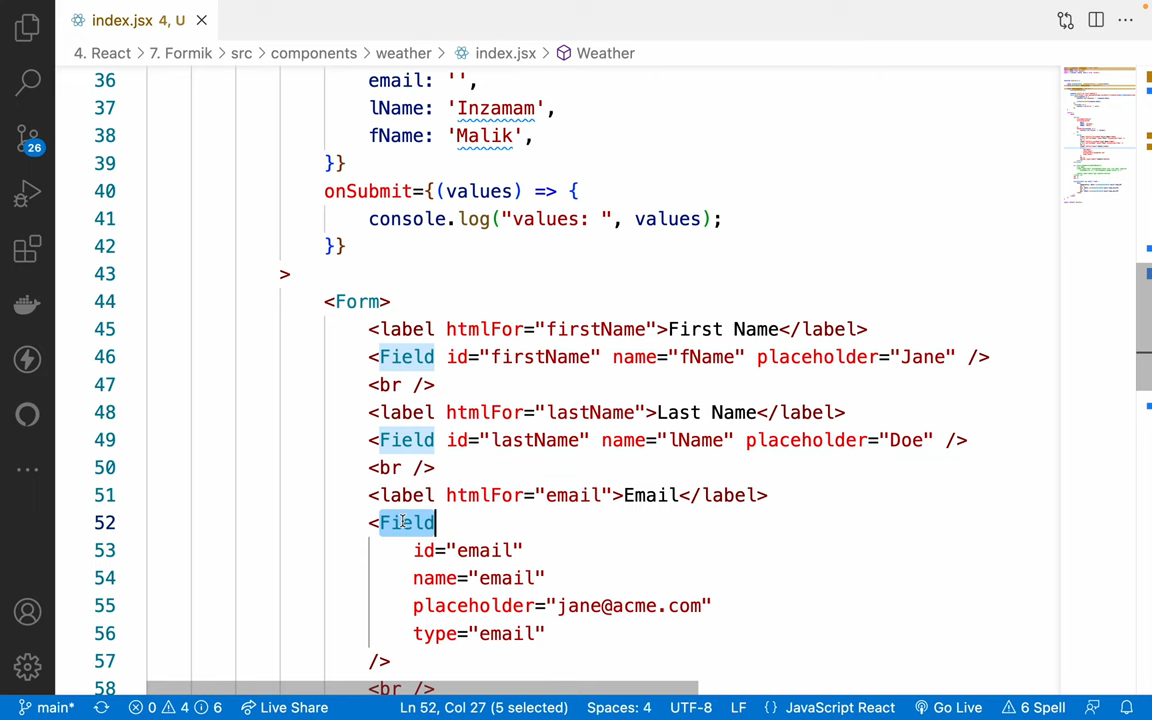 index.jsx 4, U
4. React > 7. Formik > src > components > weather > index.jsx > Weather
36 email: '',
37 lName: 'Inzamam',
38 fName: 'Malik',
39 }}
40 onSubmit={(values) => {
41 console.log("values: ", values);
42 }}
43 >
44 <Form>
45 <label htmlFor="firstName">First Name</label>
46 <Field id="firstName" name="fName" placeholder="Jane" />
47 <br />
48 <label htmlFor="lastName">Last Name</label>
49 <Field id="lastName" name="lName" placeholder="Doe" />
50 <br />
51 <label htmlFor="email">Email</label>
52 <Field
53 id="email"
54 name="email"
55 placeholder="jane@acme.com"
56 type="email"
57 />
58 <br />
26
main* 0 4 6 Live Share Ln 52, Col 27 (5 selected) Spaces: 4 UTF-8 LF {} JavaScript React Go Live 6 Spell